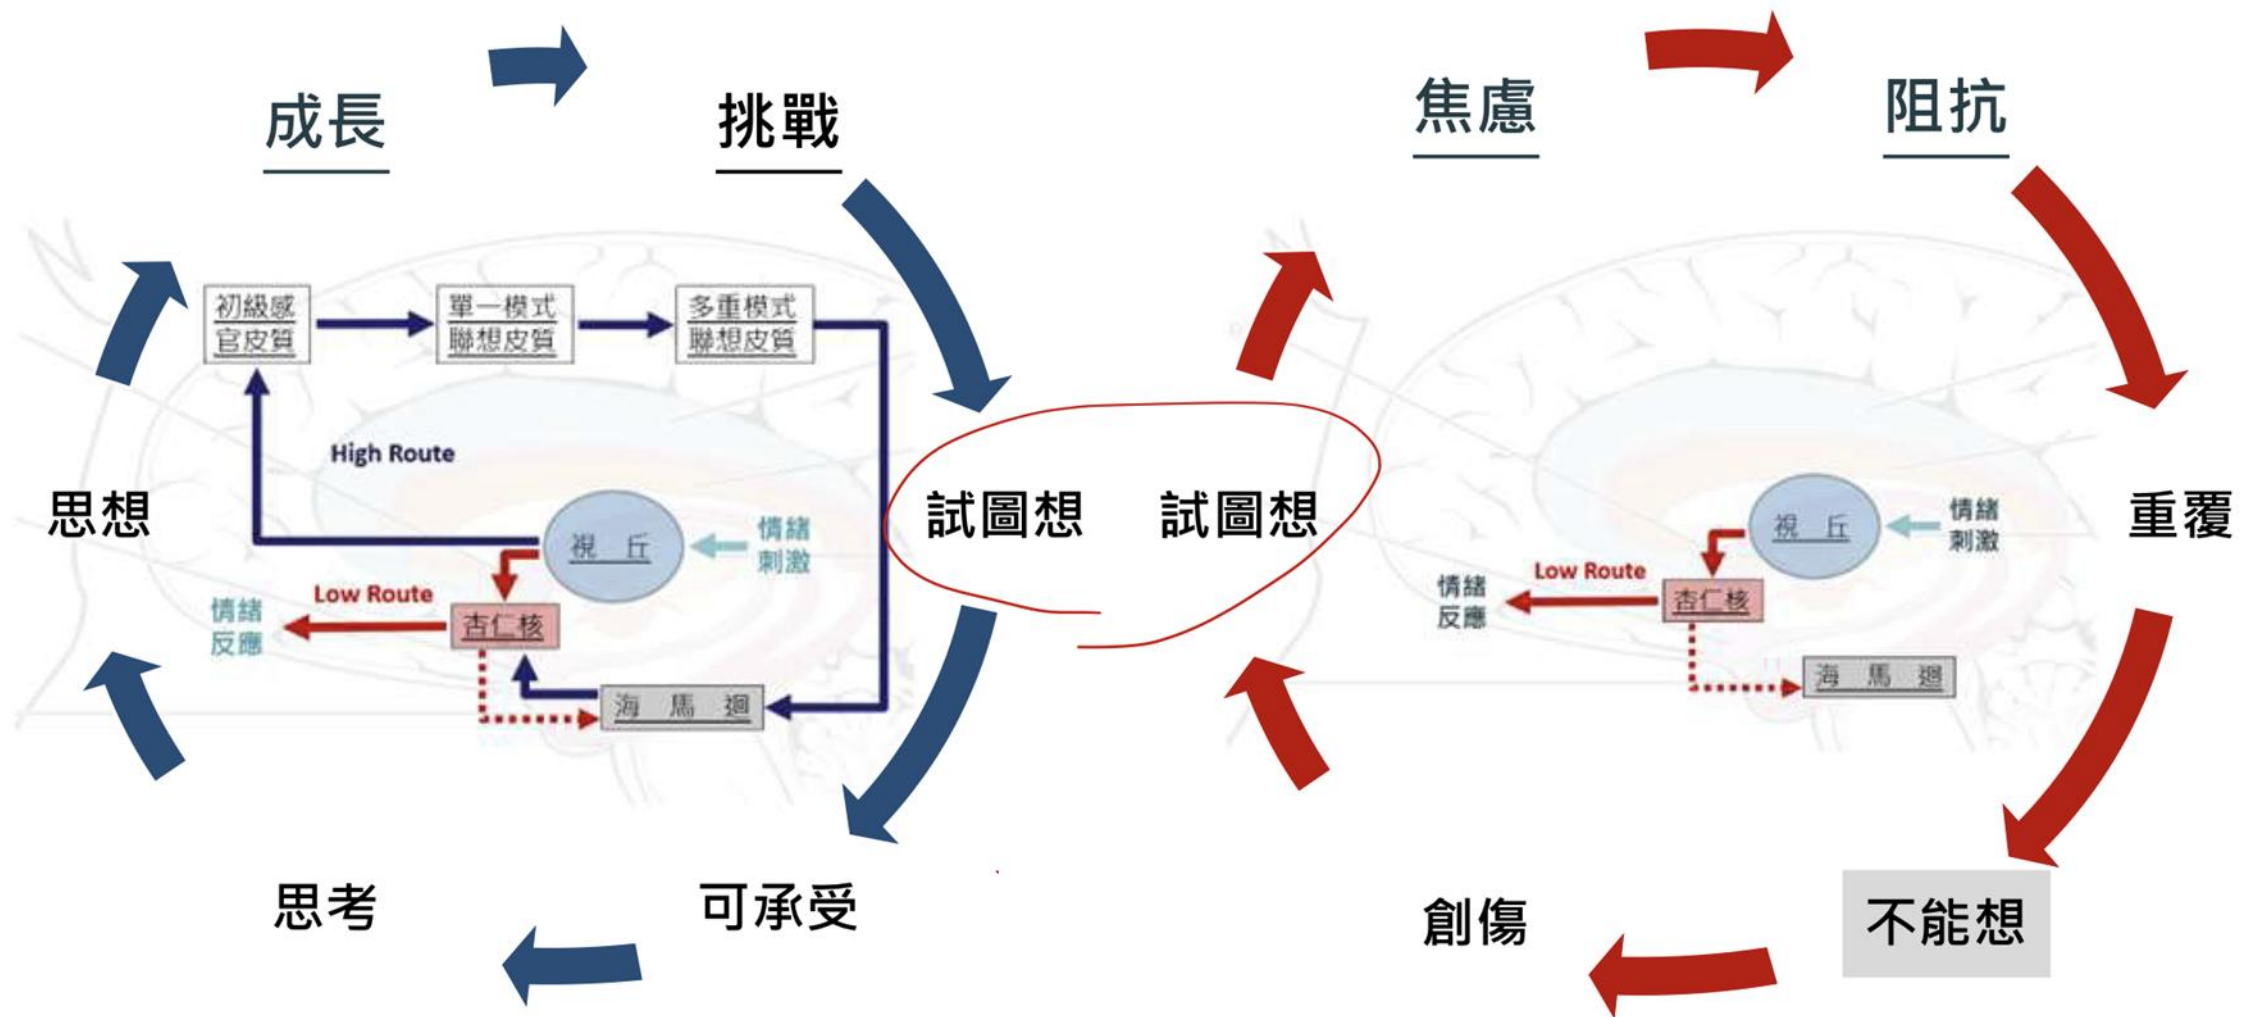 成長
挑戰
初級感
官皮質
單一模式
聯想皮質
多重模式
聯想皮質
High Route
思想
視 丘
情緒
刺激
試圖想
Low Route
情緒
反應
杏仁核
海 馬 迴
思考
可承受
焦慮
阻抗
試圖想
視 丘
情緒
刺激
重覆
Low Route
情緒
反應
杏仁核
海 馬 迴
創傷
不能想